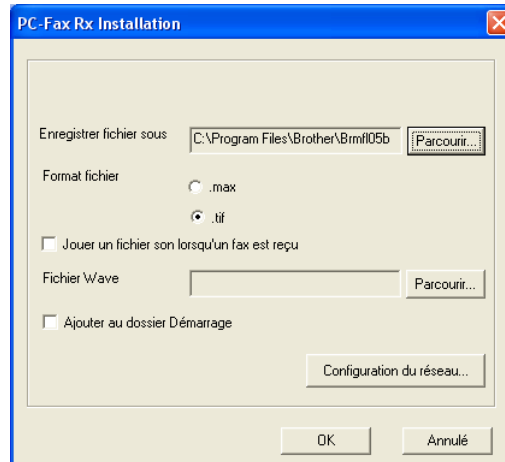 PC-Fax Rx Installation
Enregistrer fichier sous C:\Program Files\Brother\Brmfl05b Parcourir...
Format fichier
.max
.tif
Jouer un fichier son lorsqu'un fax est reçu
Fichier Wave Parcourir...
Ajouter au dossier Démarrage
Configuration du réseau...
OK Annulé